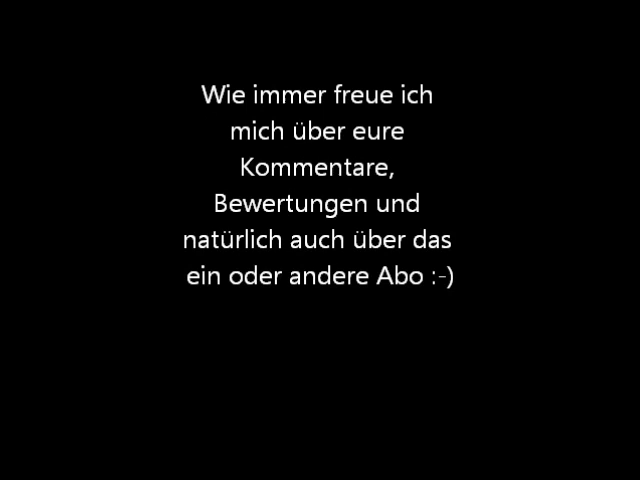 Wie immer freue ich
mich über eure
Kommentare,
Bewertungen und
natürlich auch über das
ein oder andere Abo :-)